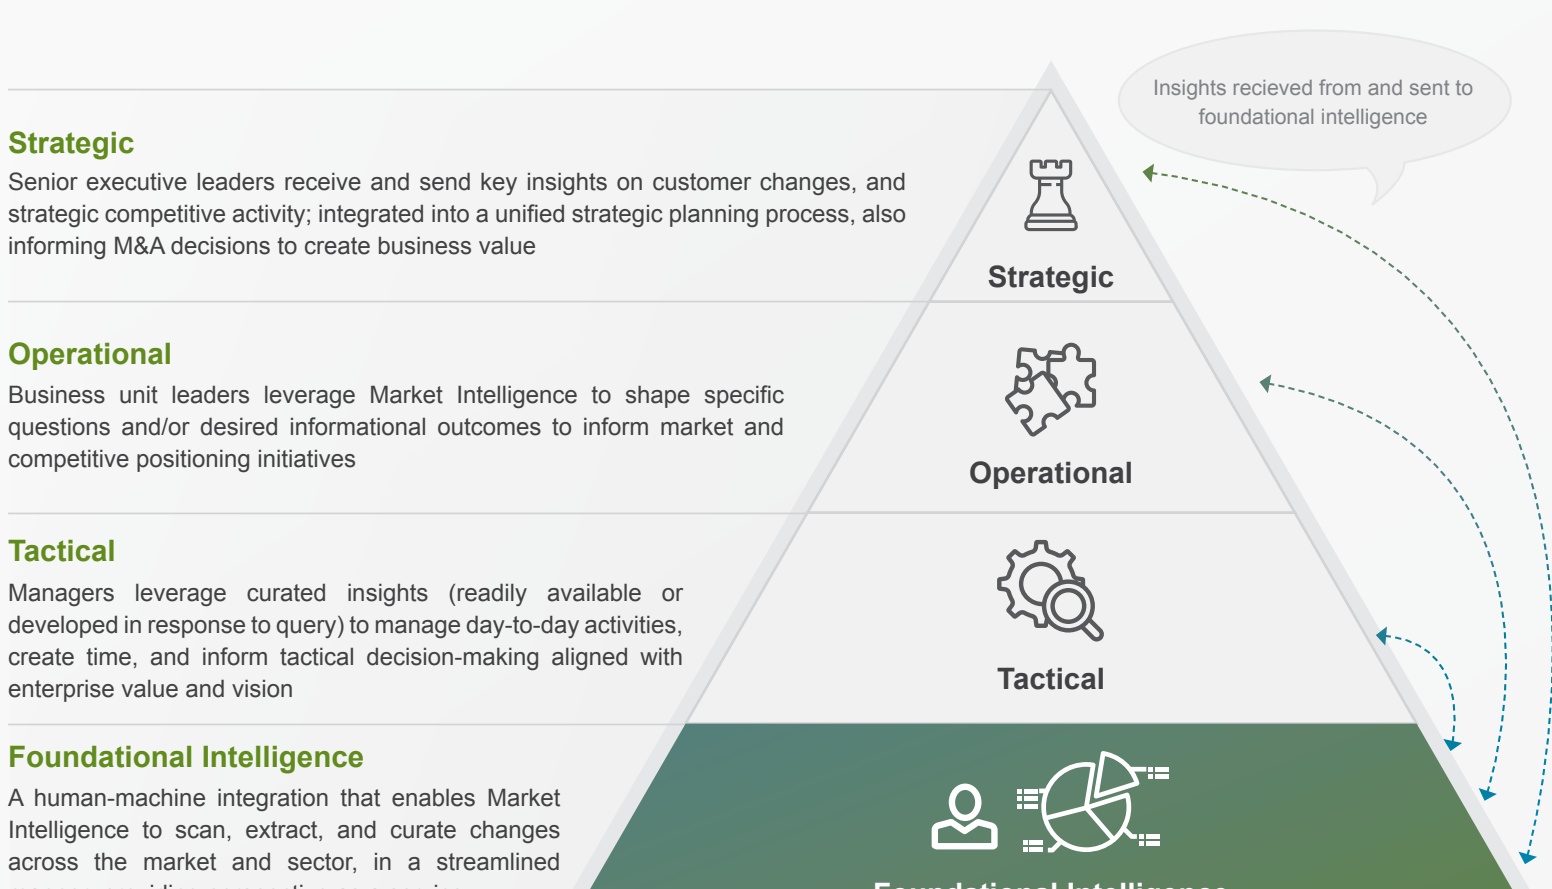 Insights recieved from and sent to
foundational intelligence
Strategic
Senior executive leaders receive and send key insights on customer changes, and
strategic competitive activity; integrated into a unified strategic planning process, also
informing M&A decisions to create business value
Strategic
Operational
Business unit leaders leverage Market Intelligence to shape specific
questions and/or desired informational outcomes to inform market and
competitive positioning initiatives
Operational
Tactical
Managers leverage curated insights (readily available or
developed in response to query) to manage day-to-day activities,
create time, and inform tactical decision-making aligned with
enterprise value and vision
Tactical
Foundational Intelligence
A human-machine integration that enables Market
Intelligence to scan, extract, and curate changes
across the market and sector, in a streamlined
Foundational Intelligence